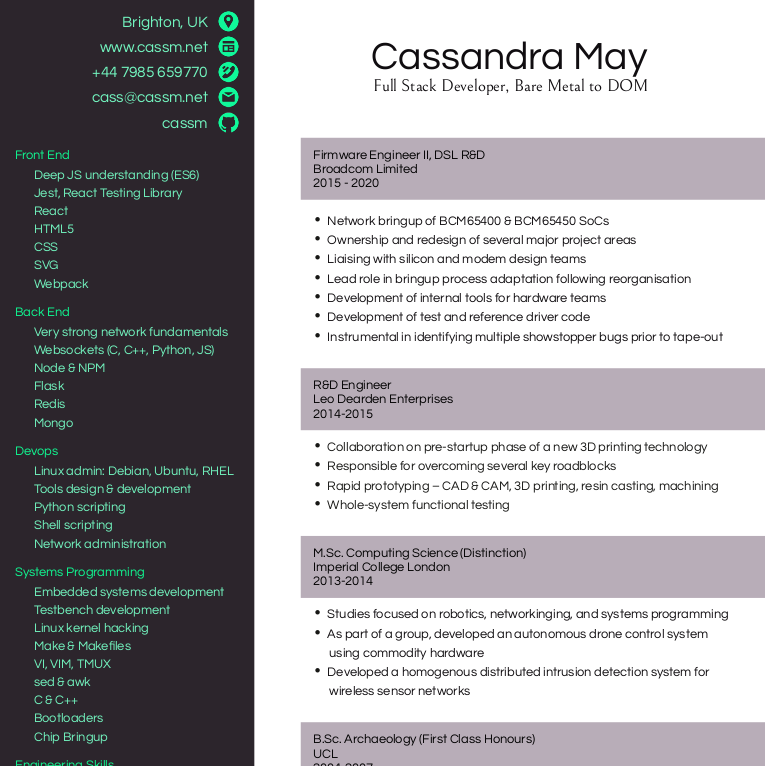 Brighton, UK
www.cassm.net
+44 7985 659770
cass@cassm.net
cassm
Front End
Deep JS understanding (ES6)
Jest, React Testing Library
React
HTML5
CSS
SVG
Webpack
Back End
Very strong network fundamentals
Websockets (C, C++, Python, JS)
Node & NPM
Flask
Redis
Mongo
Devops
Linux admin: Debian, Ubuntu, RHEL
Tools design & development
Python scripting
Shell scripting
Network administration
Systems Programming
Embedded systems development
Testbench development
Linux kernel hacking
Make & Makefiles
VI, VIM, TMUX
sed & awk
C & C++
Bootloaders
Chip Bringup
Engineering Skills
Cassandra May
Full Stack Developer, Bare Metal to DOM
Firmware Engineer II, DSL R&D
Broadcom Limited
2015 - 2020
• Network bringup of BCM65400 & BCM65450 SoCs
• Ownership and redesign of several major project areas
• Liaising with silicon and modem design teams
• Lead role in bringup process adaptation following reorganisation
• Development of internal tools for hardware teams
• Development of test and reference driver code
• Instrumental in identifying multiple showstopper bugs prior to tape-out
R&D Engineer
Leo Dearden Enterprises
2014-2015
• Collaboration on pre-startup phase of a new 3D printing technology
• Responsible for overcoming several key roadblocks
• Rapid prototyping – CAD & CAM, 3D printing, resin casting, machining
• Whole-system functional testing
M.Sc. Computing Science (Distinction)
Imperial College London
2013-2014
• Studies focused on robotics, networkinging, and systems programming
• As part of a group, developed an autonomous drone control system
using commodity hardware
• Developed a homogenous distributed intrusion detection system for
wireless sensor networks
B.Sc. Archaeology (First Class Honours)
UCL
2004-2007